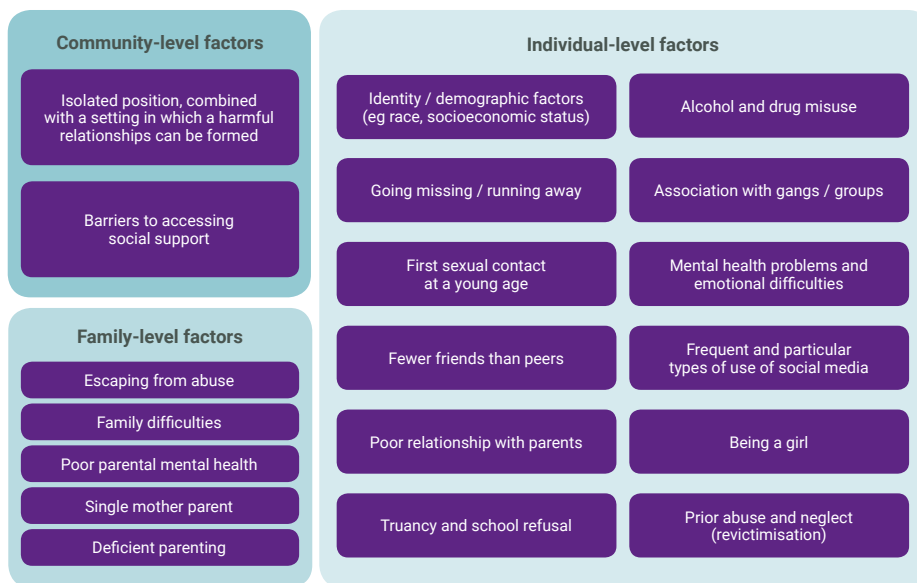 Community-level factors
Isolated position, combined
with a setting in which a harmful
relationships can be formed
Barriers to accessing
social support
Family-level factors
Escaping from abuse
Family difficulties
Poor parental mental health
Single mother parent
Deficient parenting
Individual-level factors
Identity / demographic factors
(eg race, socioeconomic status)
Alcohol and drug misuse
Going missing / running away
Association with gangs / groups
First sexual contact
at a young age
Mental health problems and
emotional difficulties
Fewer friends than peers
Frequent and particular
types of use of social media
Poor relationship with parents
Being a girl
Truancy and school refusal
Prior abuse and neglect
(revictimisation)